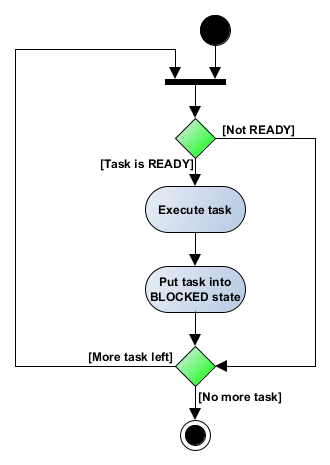 [Not READY]
[Task is READY]
Execute task
Put task into
BLOCKED state
[More task left]
[No more task]